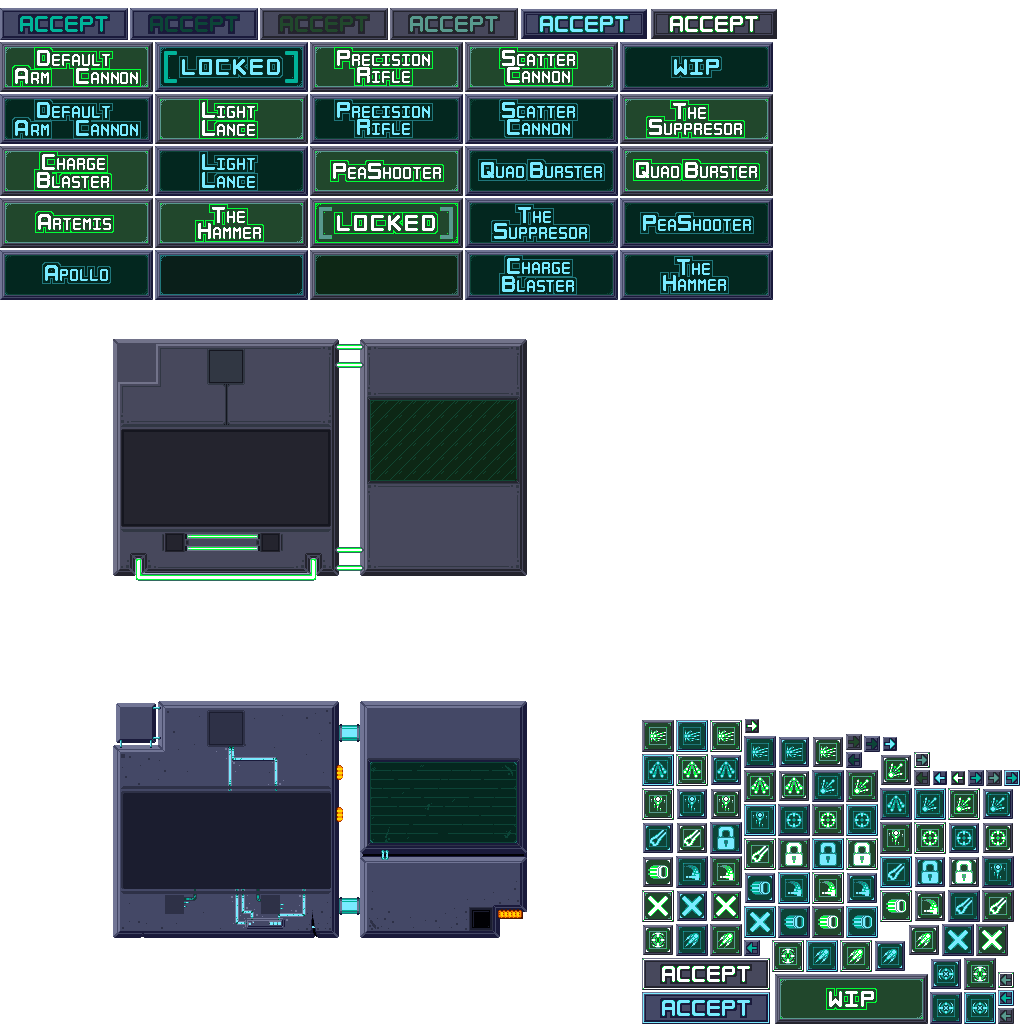 ACCEPT ACCEPT ACCEPT ACCEPT ACCEPT ACCEPT
DEFAULT
ARM CANNON
[LOCKED]
PRECISION
RIFLE
SCATTER
CANNON
WIP
DEFAULT
ARM CANNON
LIGHT
LANCE
PRECISION
RIFLE
SCATTER
CANNON
THE
SUPPRESOR
CHARGE
BLASTER
LIGHT
LANCE
PEASHOOTER
QUAD BURSTER
QUAD BURSTER
ARTEMIS
THE
HAMMER
[LOCKED]
THE
SUPPRESOR
PEASHOOTER
APOLLO
CHARGE
BLASTER
THE
HAMMER
ACCEPT
ACCEPT
WIP